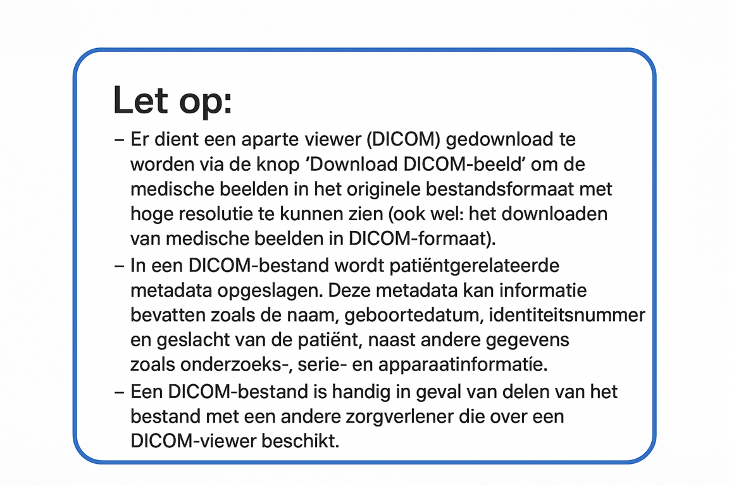 Let op:
– Er dient een aparte viewer (DICOM) gedownload te
worden via de knop ‘Download DICOM-beeld’ om de
medische beelden in het originele bestandsformaat met
hoge resolutie te kunnen zien (ook wel: het downloaden
van medische beelden in DICOM-formaat).
– In een DICOM-bestand wordt patiëntgerelateerde
metadata opgeslagen. Deze metadata kan informatie
bevatten zoals de naam, geboortedatum, identiteitsnummer
en geslacht van de patiënt, naast andere gegevens
zoals onderzoeks-, serie- en apparaatinformatie.
– Een DICOM-bestand is handig in geval van delen van het
bestand met een andere zorgverlener die over een
DICOM-viewer beschikt.